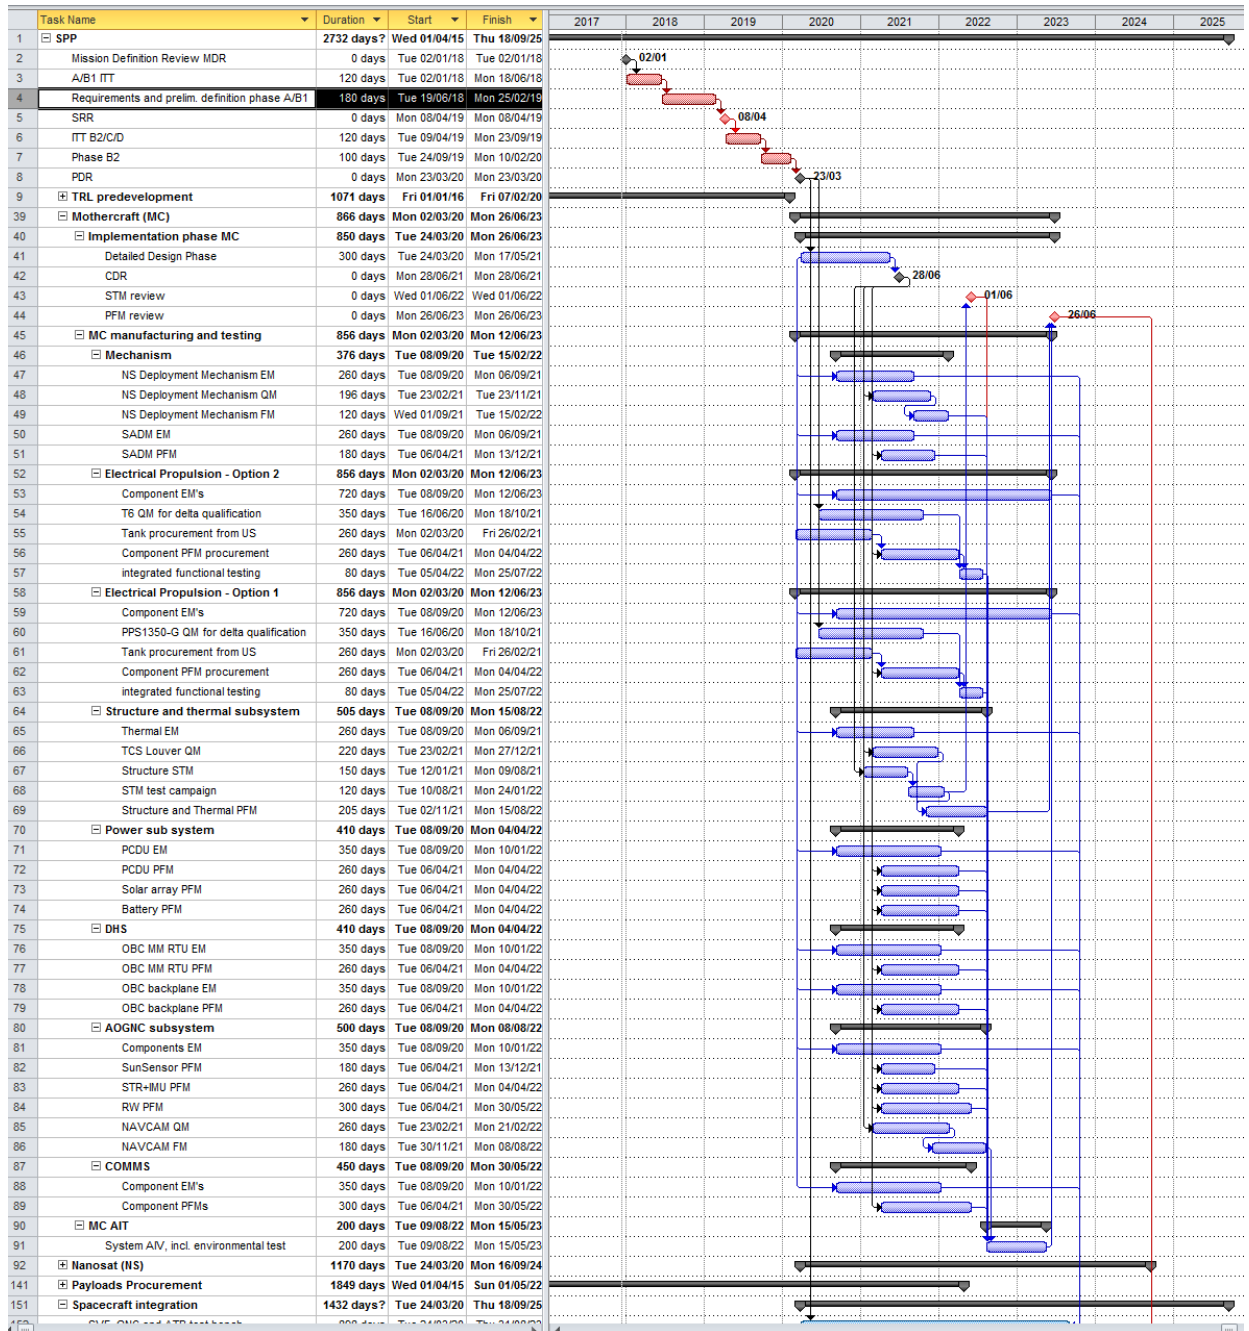 Task Name Duration Start Finish 2017 2018 2019 2020 2021 2022 2023 2024 2025
1 SPP 2732 days? Wed 01/04/15 Thu 18/09/25
2 Mission Definition Review MDR 0 days Tue 02/01/18 Tue 02/01/18 02/01
3 A/B1 ITT 120 days Tue 02/01/18 Mon 18/06/18
4 Requirements and prelim. definition phase A/B1 180 days Tue 19/06/18 Mon 25/02/19
5 SRR 0 days Mon 08/04/19 Mon 08/04/19 08/04
6 ITT B2/C/D 120 days Tue 09/04/19 Mon 23/09/19
7 Phase B2 100 days Tue 24/09/19 Mon 10/02/20
8 PDR 0 days Mon 23/03/20 Mon 23/03/20 23/03
9 TRL predevelopment 1071 days Fri 01/01/16 Fri 07/02/20
39 Mothercraft (MC) 866 days Mon 02/03/20 Mon 26/06/23
40 Implementation phase MC 850 days Tue 24/03/20 Mon 26/06/23
41 Detailed Design Phase 300 days Tue 24/03/20 Mon 17/05/21
42 CDR 0 days Mon 28/06/21 Mon 28/06/21 28/06
43 STM review 0 days Wed 01/06/22 Wed 01/06/22 01/06
44 PFM review 0 days Mon 26/06/23 Mon 26/06/23 26/06
45 MC manufacturing and testing 856 days Mon 02/03/20 Mon 12/06/23
46 Mechanism 376 days Tue 08/09/20 Tue 15/02/22
47 NS Deployment Mechanism EM 260 days Tue 08/09/20 Mon 06/09/21
48 NS Deployment Mechanism QM 196 days Tue 23/02/21 Tue 23/11/21
49 NS Deployment Mechanism FM 120 days Wed 01/09/21 Tue 15/02/22
50 SADM EM 260 days Tue 08/09/20 Mon 06/09/21
51 SADM PFM 180 days Tue 06/04/21 Mon 13/12/21
52 Electrical Propulsion - Option 2 856 days Mon 02/03/20 Mon 12/06/23
53 Component EM's 720 days Tue 08/09/20 Mon 12/06/23
54 T6 QM for delta qualification 350 days Tue 16/06/20 Mon 18/10/21
55 Tank procurement from US 260 days Mon 02/03/20 Fri 26/02/21
56 Component PFM procurement 260 days Tue 06/04/21 Mon 04/04/22
57 integrated functional testing 80 days Tue 05/04/22 Mon 25/07/22
58 Electrical Propulsion - Option 1 856 days Mon 02/03/20 Mon 12/06/23
59 Component EM's 720 days Tue 08/09/20 Mon 12/06/23
60 PPS1350-G QM for delta qualification 350 days Tue 16/06/20 Mon 18/10/21
61 Tank procurement from US 260 days Mon 02/03/20 Fri 26/02/21
62 Component PFM procurement 260 days Tue 06/04/21 Mon 04/04/22
63 integrated functional testing 80 days Tue 05/04/22 Mon 25/07/22
64 Structure and thermal subsystem 505 days Tue 08/09/20 Mon 15/08/22
65 Thermal EM 260 days Tue 08/09/20 Mon 06/09/21
66 TCS Louver QM 220 days Tue 23/02/21 Mon 27/12/21
67 Structure STM 150 days Tue 12/01/21 Mon 09/08/21
68 STM test campaign 120 days Tue 10/08/21 Mon 24/01/22
69 Structure and Thermal PFM 205 days Tue 02/11/21 Mon 15/08/22
70 Power sub system 410 days Tue 08/09/20 Mon 04/04/22
71 PCDU EM 350 days Tue 08/09/20 Mon 10/01/22
72 PCDU PFM 260 days Tue 06/04/21 Mon 04/04/22
73 Solar array PFM 260 days Tue 06/04/21 Mon 04/04/22
74 Battery PFM 260 days Tue 06/04/21 Mon 04/04/22
75 DHS 410 days Tue 08/09/20 Mon 04/04/22
76 OBC MM RTU EM 350 days Tue 08/09/20 Mon 10/01/22
77 OBC MM RTU PFM 260 days Tue 06/04/21 Mon 04/04/22
78 OBC backplane EM 350 days Tue 08/09/20 Mon 10/01/22
79 OBC backplane PFM 260 days Tue 06/04/21 Mon 04/04/22
80 AOGNC subsystem 500 days Tue 08/09/20 Mon 08/08/22
81 Components EM 350 days Tue 08/09/20 Mon 10/01/22
82 SunSensor PFM 180 days Tue 06/04/21 Mon 13/12/21
83 STR+IMU PFM 260 days Tue 06/04/21 Mon 04/04/22
84 RW PFM 300 days Tue 06/04/21 Mon 30/05/22
85 NAVCAM QM 260 days Tue 23/02/21 Mon 21/02/22
86 NAVCAM FM 180 days Tue 30/11/21 Mon 08/08/22
87 COMMS 450 days Tue 08/09/20 Mon 30/05/22
88 Component EM's 350 days Tue 08/09/20 Mon 10/01/22
89 Component PFMs 300 days Tue 06/04/21 Mon 30/05/22
90 MC AIT 200 days Tue 09/08/22 Mon 15/05/23
91 System AIV, incl. environmental test 200 days Tue 09/08/22 Mon 15/05/23
92 Nanosat (NS) 1170 days Tue 24/03/20 Mon 16/09/24
141 Payloads Procurement 1849 days Wed 01/04/15 Sun 01/05/22
151 Spacecraft integration 1432 days? Tue 24/03/20 Thu 18/09/25